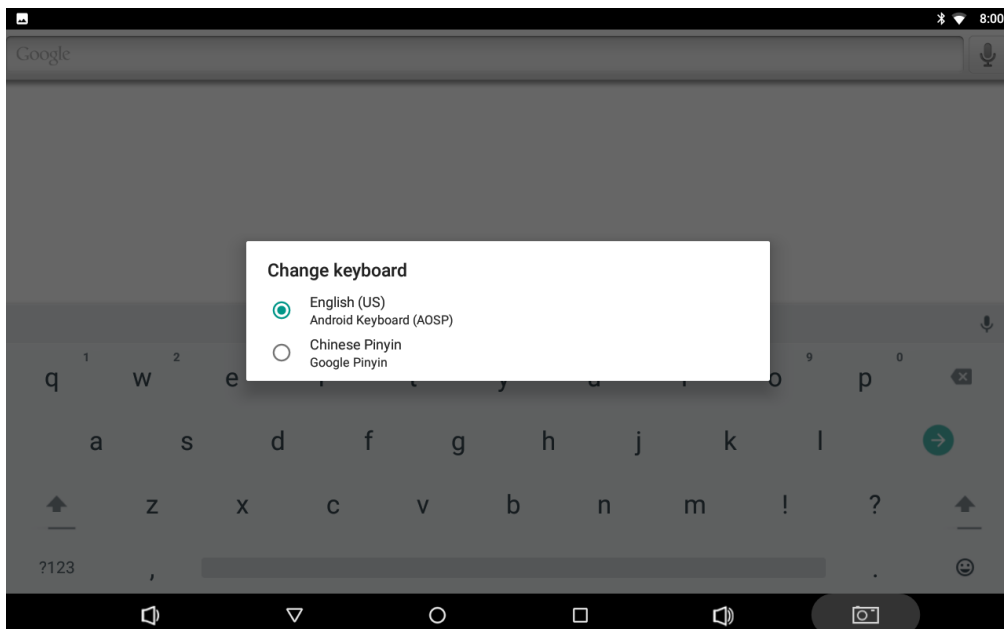 8:00
Google
Change keyboard
English (US)
Android Keyboard (AOSP)
Chinese Pinyin
Google Pinyin
1 2 9 0
q w e o p
a s d f g h j k l
z x c v b n m ! ?
?123 , .